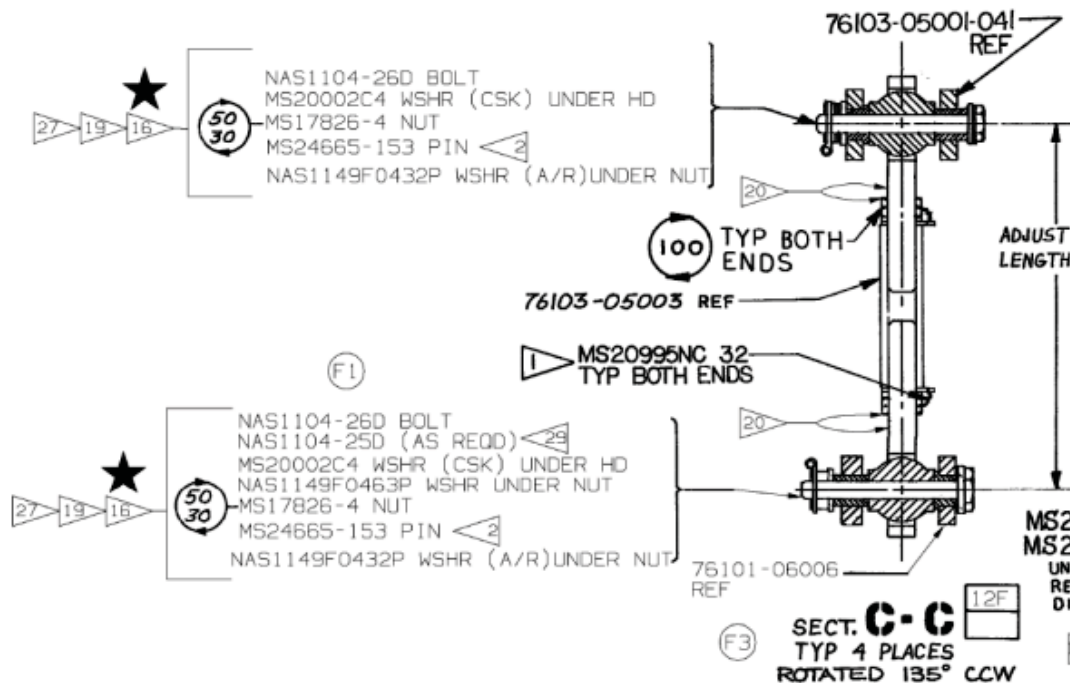 76103-05001-041
REF
NAS1104-26D BOLT
MS20002C4 WSHR (CSK) UNDER HD
MS17826-4 NUT
MS24665-153 PIN 2
NAS1149F0432P WSHR (A/R)UNDER NUT
27 19 16
50
30
20
100 TYP BOTH
ENDS
ADJUST
LENGTH
76103-05003 REF
1 MS20995NC 32
TYP BOTH ENDS
F1
20
NAS1104-26D BOLT
NAS1104-25D (AS REQD) 29
MS20002C4 WSHR (CSK) UNDER HD
NAS1149F0463P WSHR UNDER NUT
MS17826-4 NUT
MS24665-153 PIN 2
NAS1149F0432P WSHR (A/R)UNDER NUT
27 19 16
50
30
76101-06006
REF
MS2
MS2
UN
RE
F3
SECT. C-C 12F
TYP 4 PLACES
ROTATED 135° CCW